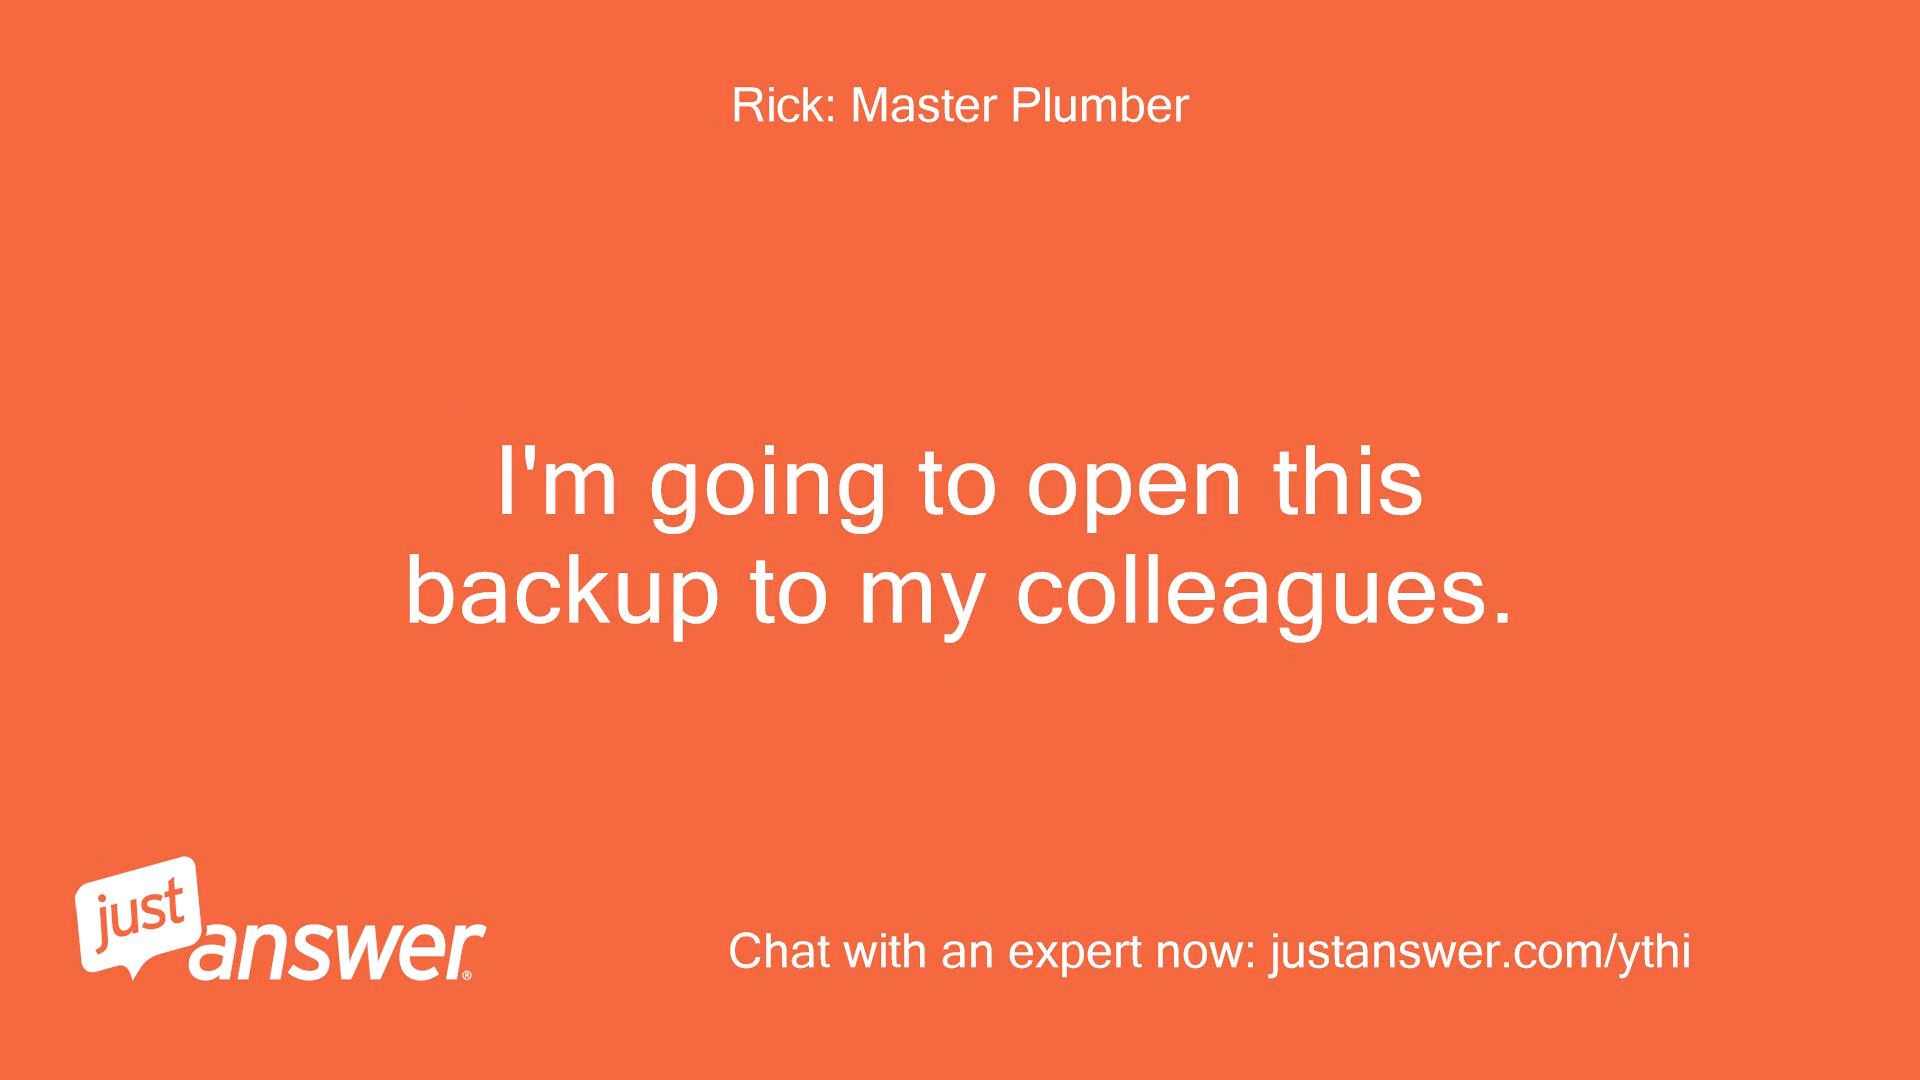 Rick: Master Plumber
I'm going to open this
backup to my colleagues.
just
answer®
Chat with an expert now: justanswer.com/ythi